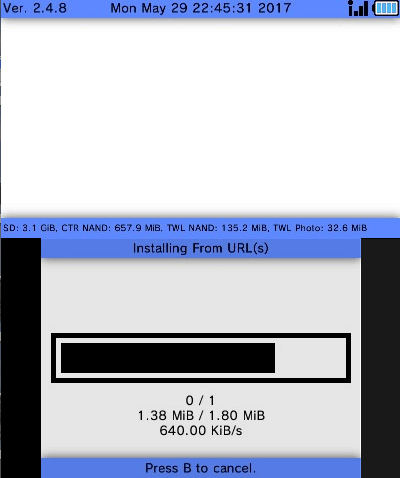 Ver. 2.4.8 Mon May 29 22:45:31 2017
SD: 3.1 GiB, CTR NAND: 657.9 MiB, TWL NAND: 135.2 MiB, TWL Photo: 32.6 MiB
Installing From URL(s)
0 / 1
1.38 MiB / 1.80 MiB
640.00 KiB/s
Press B to cancel.